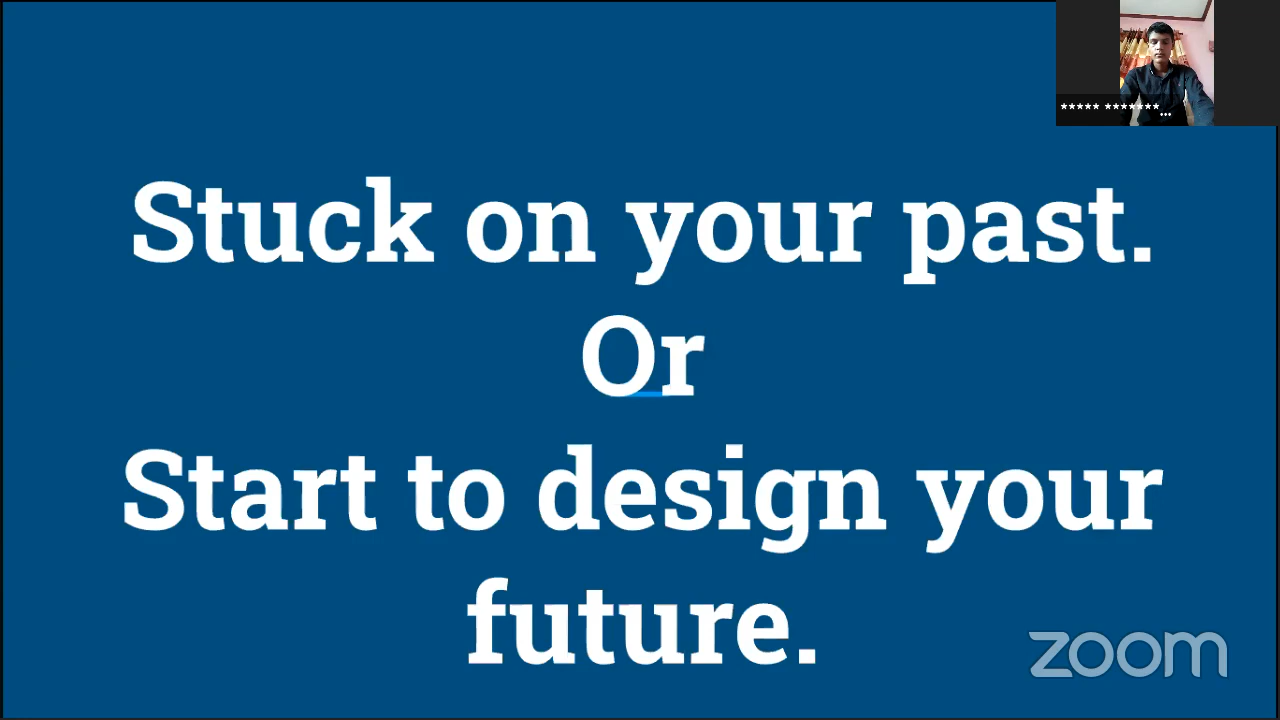 ***** *******...
Stuck on your past.
Or
Start to design your
future.
zoom